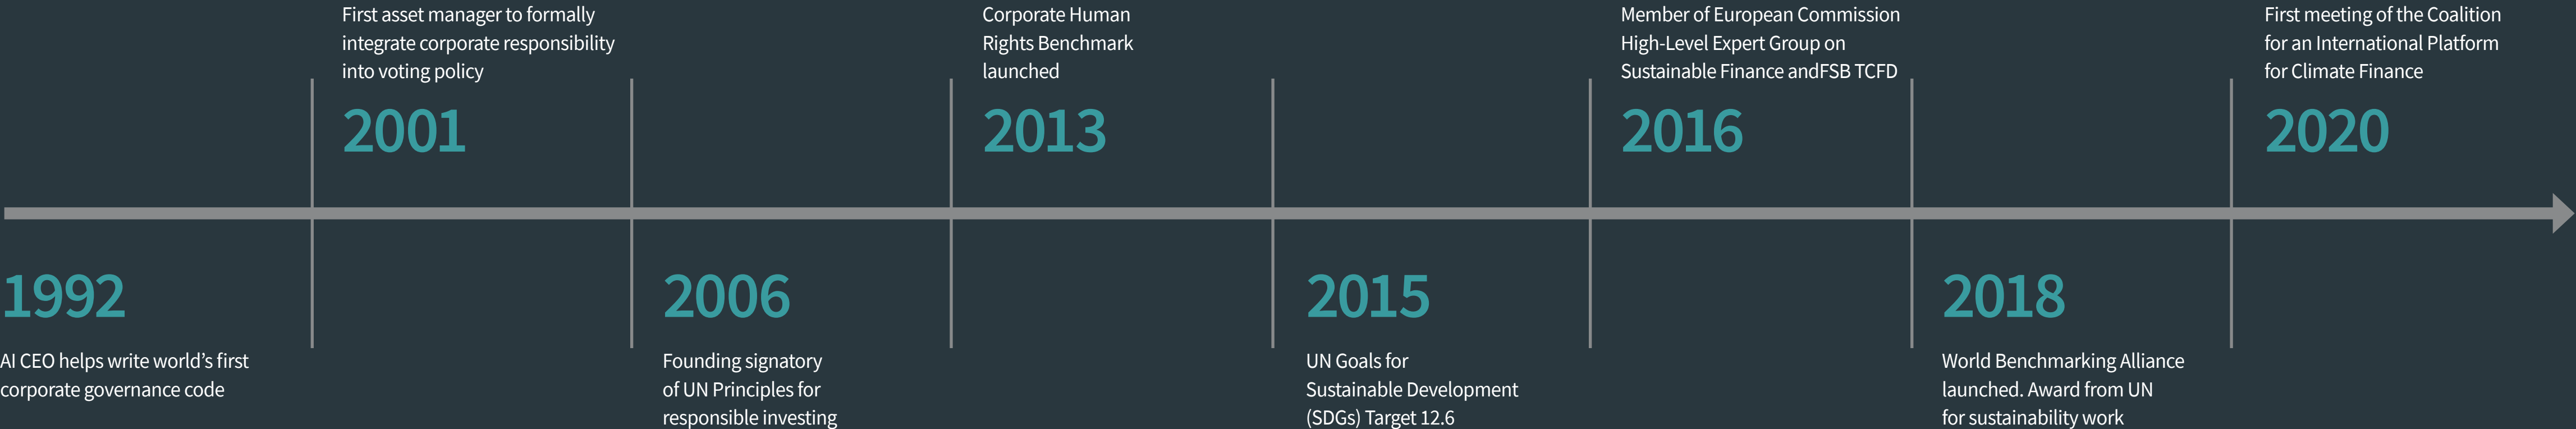 1992
AI CEO helps write world’s first
corporate governance code
First asset manager to formally
integrate corporate responsibility
into voting policy
2001
2006
Founding signatory
of UN Principles for
responsible investing
Corporate Human
Rights Benchmark
launched
2013
2015
UN Goals for
Sustainable Development
(SDGs) Target 12.6
Member of European Commission
High-Level Expert Group on
Sustainable Finance andFSB TCFD
2016
2018
World Benchmarking Alliance
launched. Award from UN
for sustainability work
First meeting of the Coalition
for an International Platform
for Climate Finance
2020